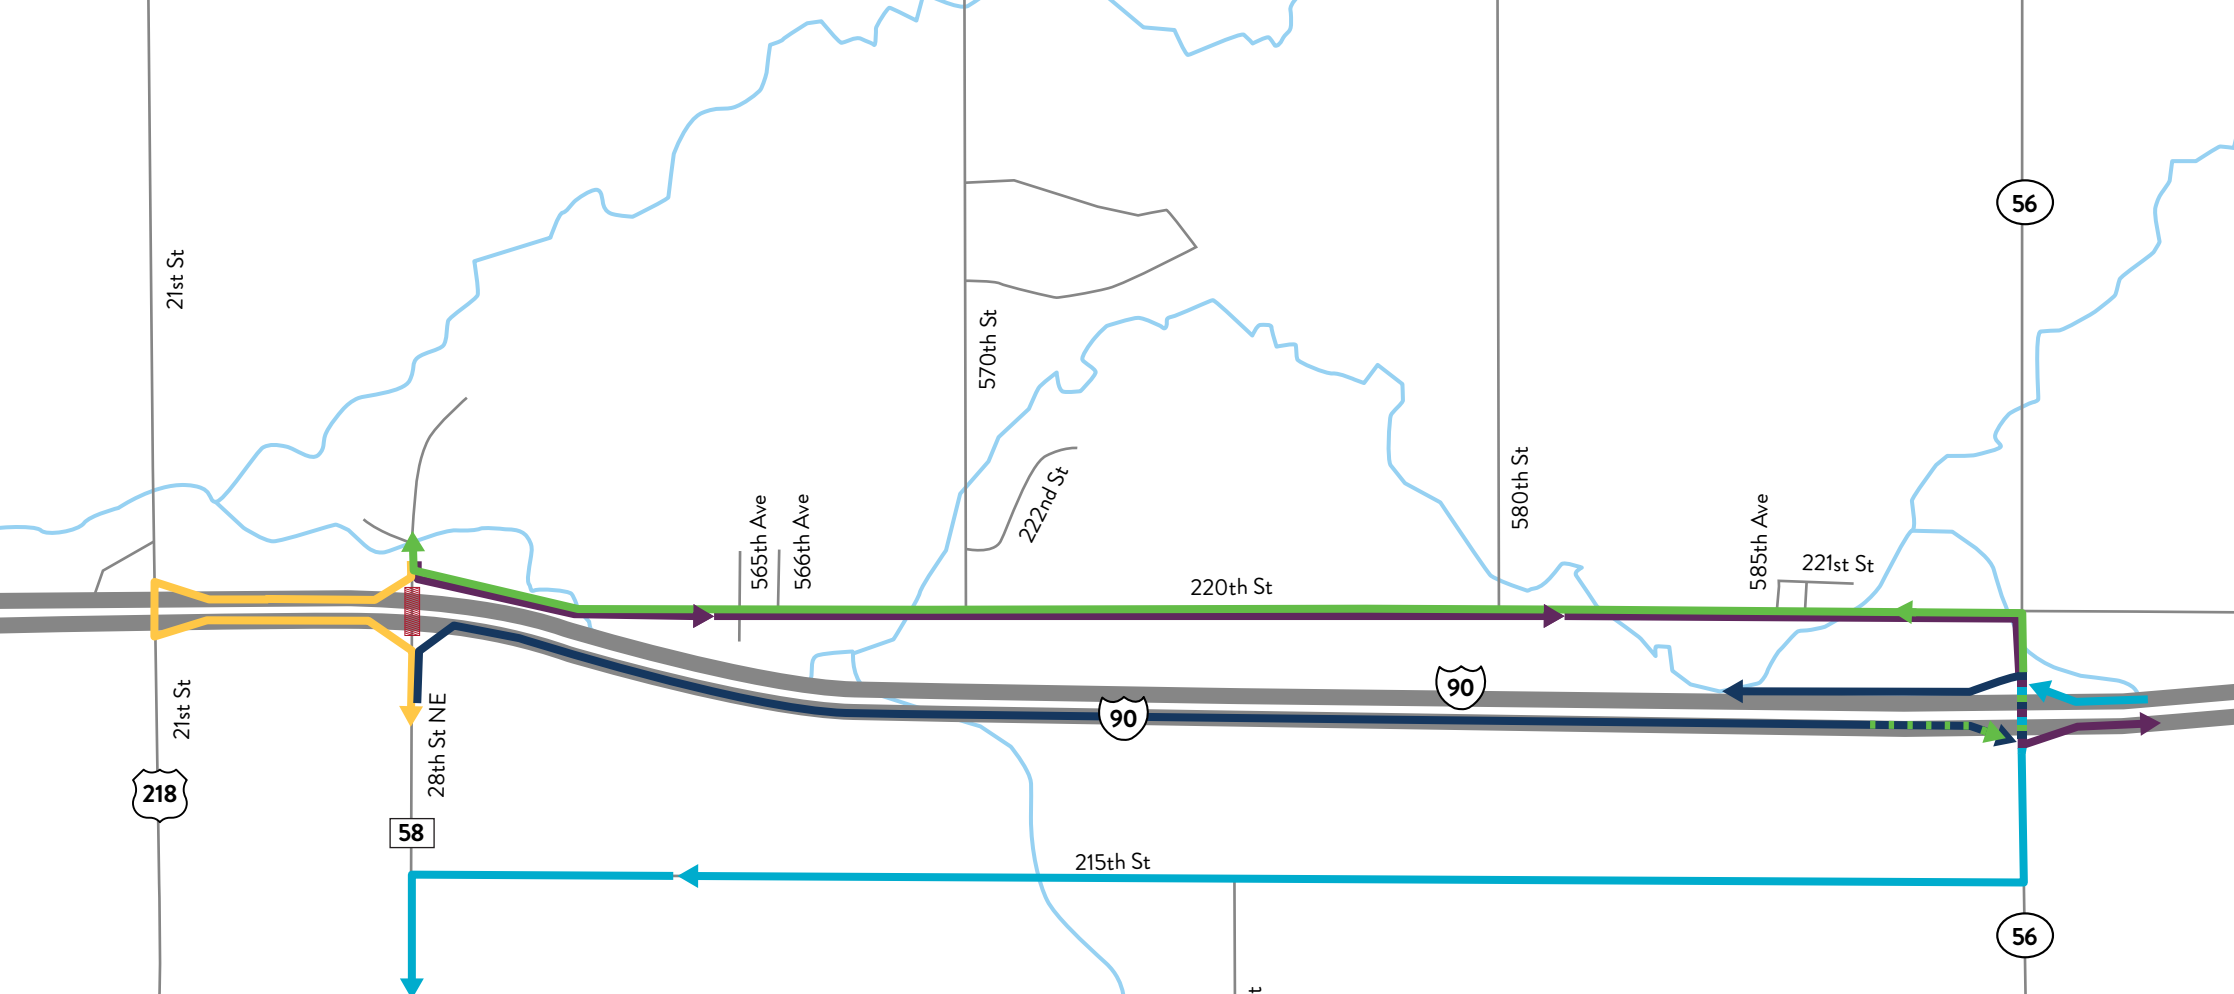 56
21st St
570th St
580th St
222nd St
565th Ave
566th Ave
585th Ave
221st St
220th St
90
90
21st St
28th St NE
218
58
215th St
56
t